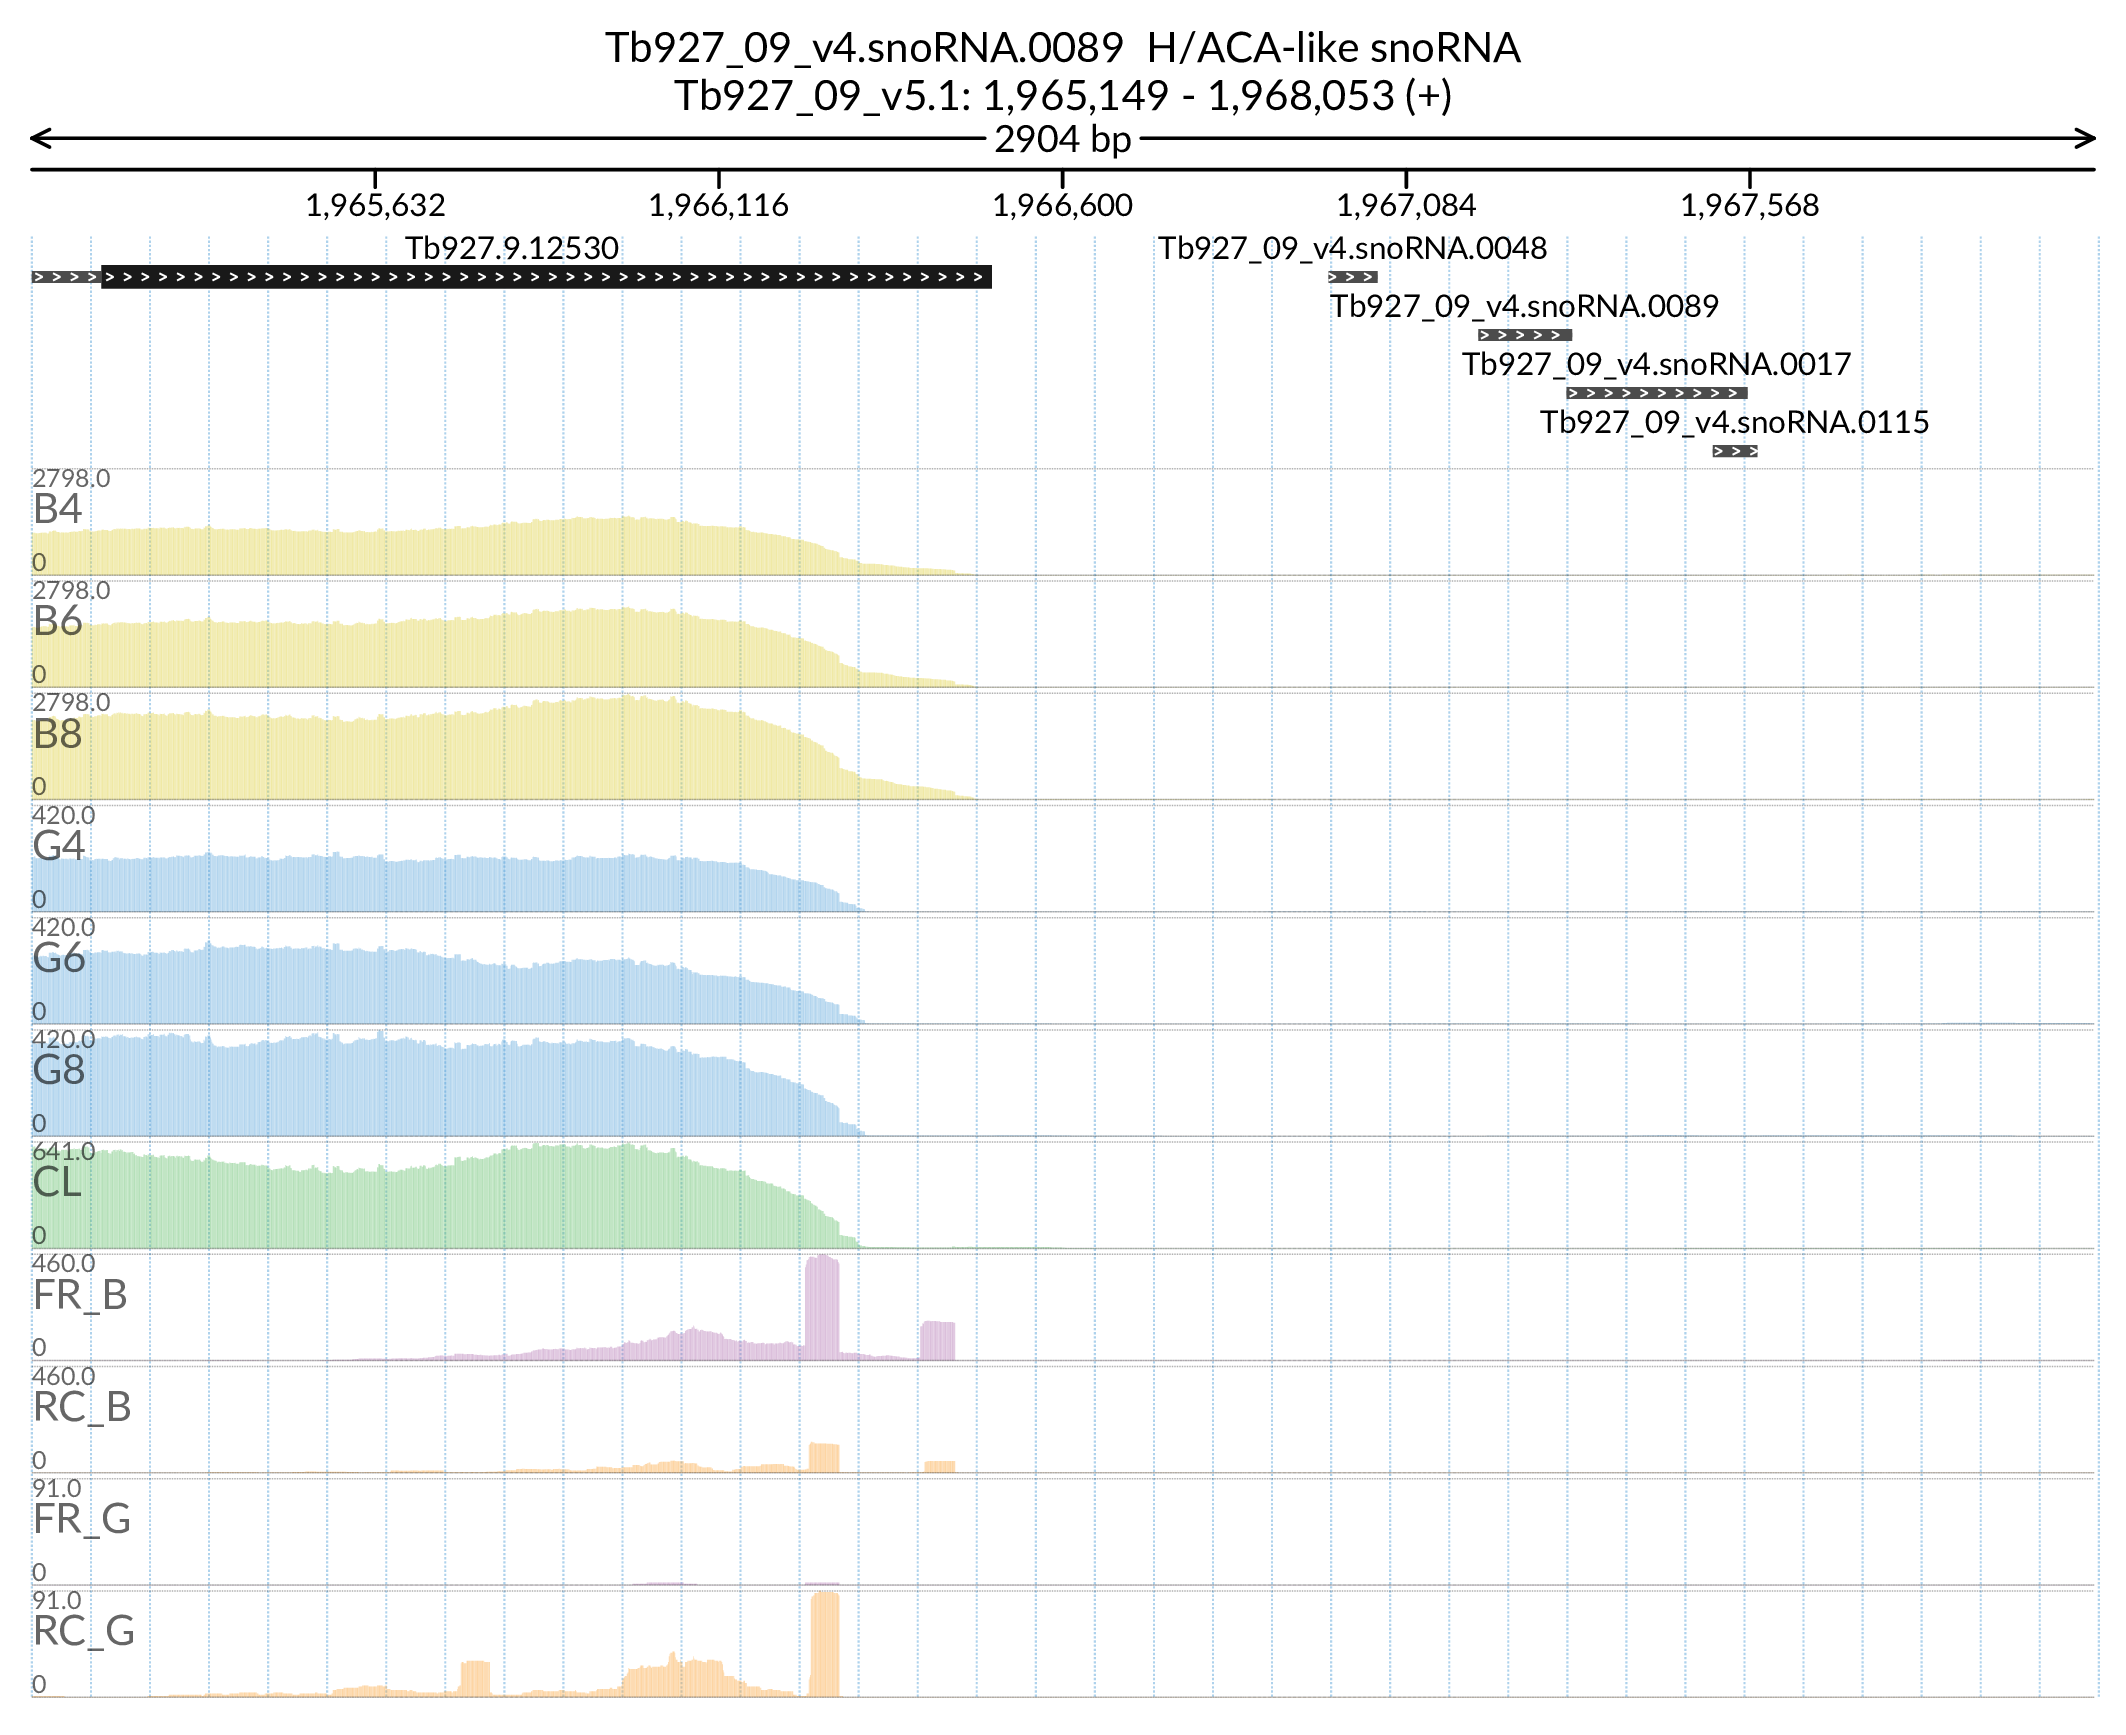 Tb927_09_v4.snoRNA.0089 H/ACA-like snoRNA
Tb927_09_v5.1: 1,965,149 - 1,968,053 (+)
2904 bp
1,965,632 1,966,116 1,966,600 1,967,084 1,967,568
Tb927.9.12530 Tb927_09_v4.snoRNA.0048
Tb927_09_v4.snoRNA.0089
Tb927_09_v4.snoRNA.0017
Tb927_09_v4.snoRNA.0115
2798.0
B4
0
2798.0
B6
0
2798.0
B8
0
420.0
G4
0
420.0
G6
0
420.0
G8
0
641.0
CL
0
460.0
FR_B
0
460.0
RC_B
0
91.0
FR_G
0
91.0
RC_G
0